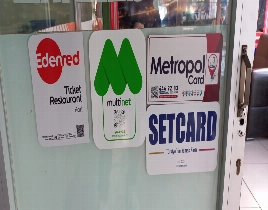 Edenred
Ticket
Restaurant
multinet
Metropol
Card
SETCARD